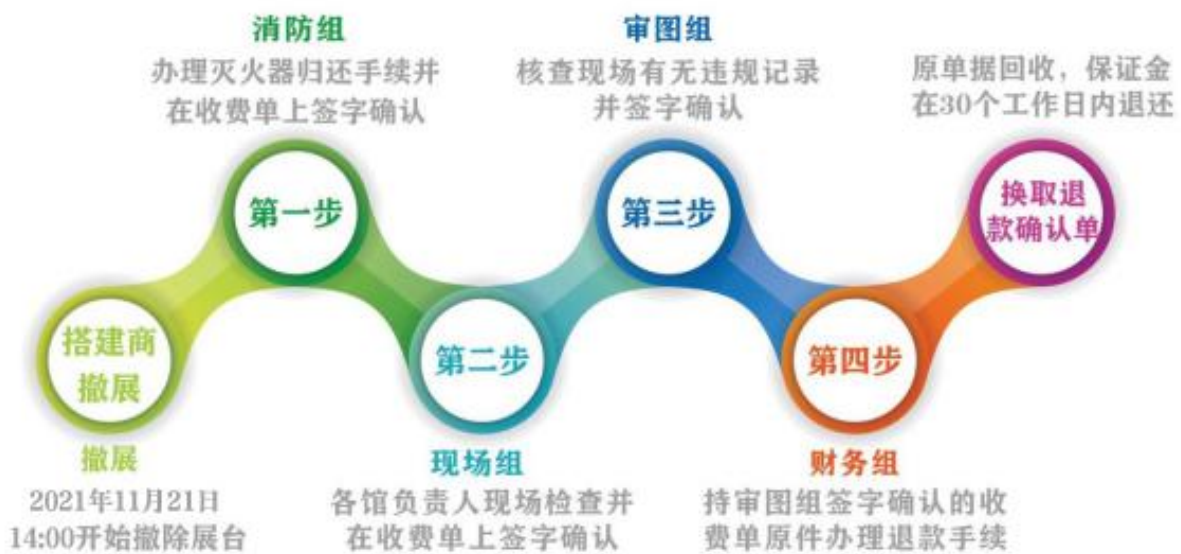 消防组
办理灭火器归还手续并
在收费单上签字确认
审图组
核查现场有无违规记录
并签字确认
原单据回收，保证金
在30个工作日内退还
第一步
第三步
换取退
款确认单
搭建商
撤展
第二步
第四步
撤展
2021年11月21日
14:00开始撤除展台
现场组
各馆负责人现场检查并
在收费单上签字确认
财务组
持审图组签字确认的收
费单原件办理退款手续